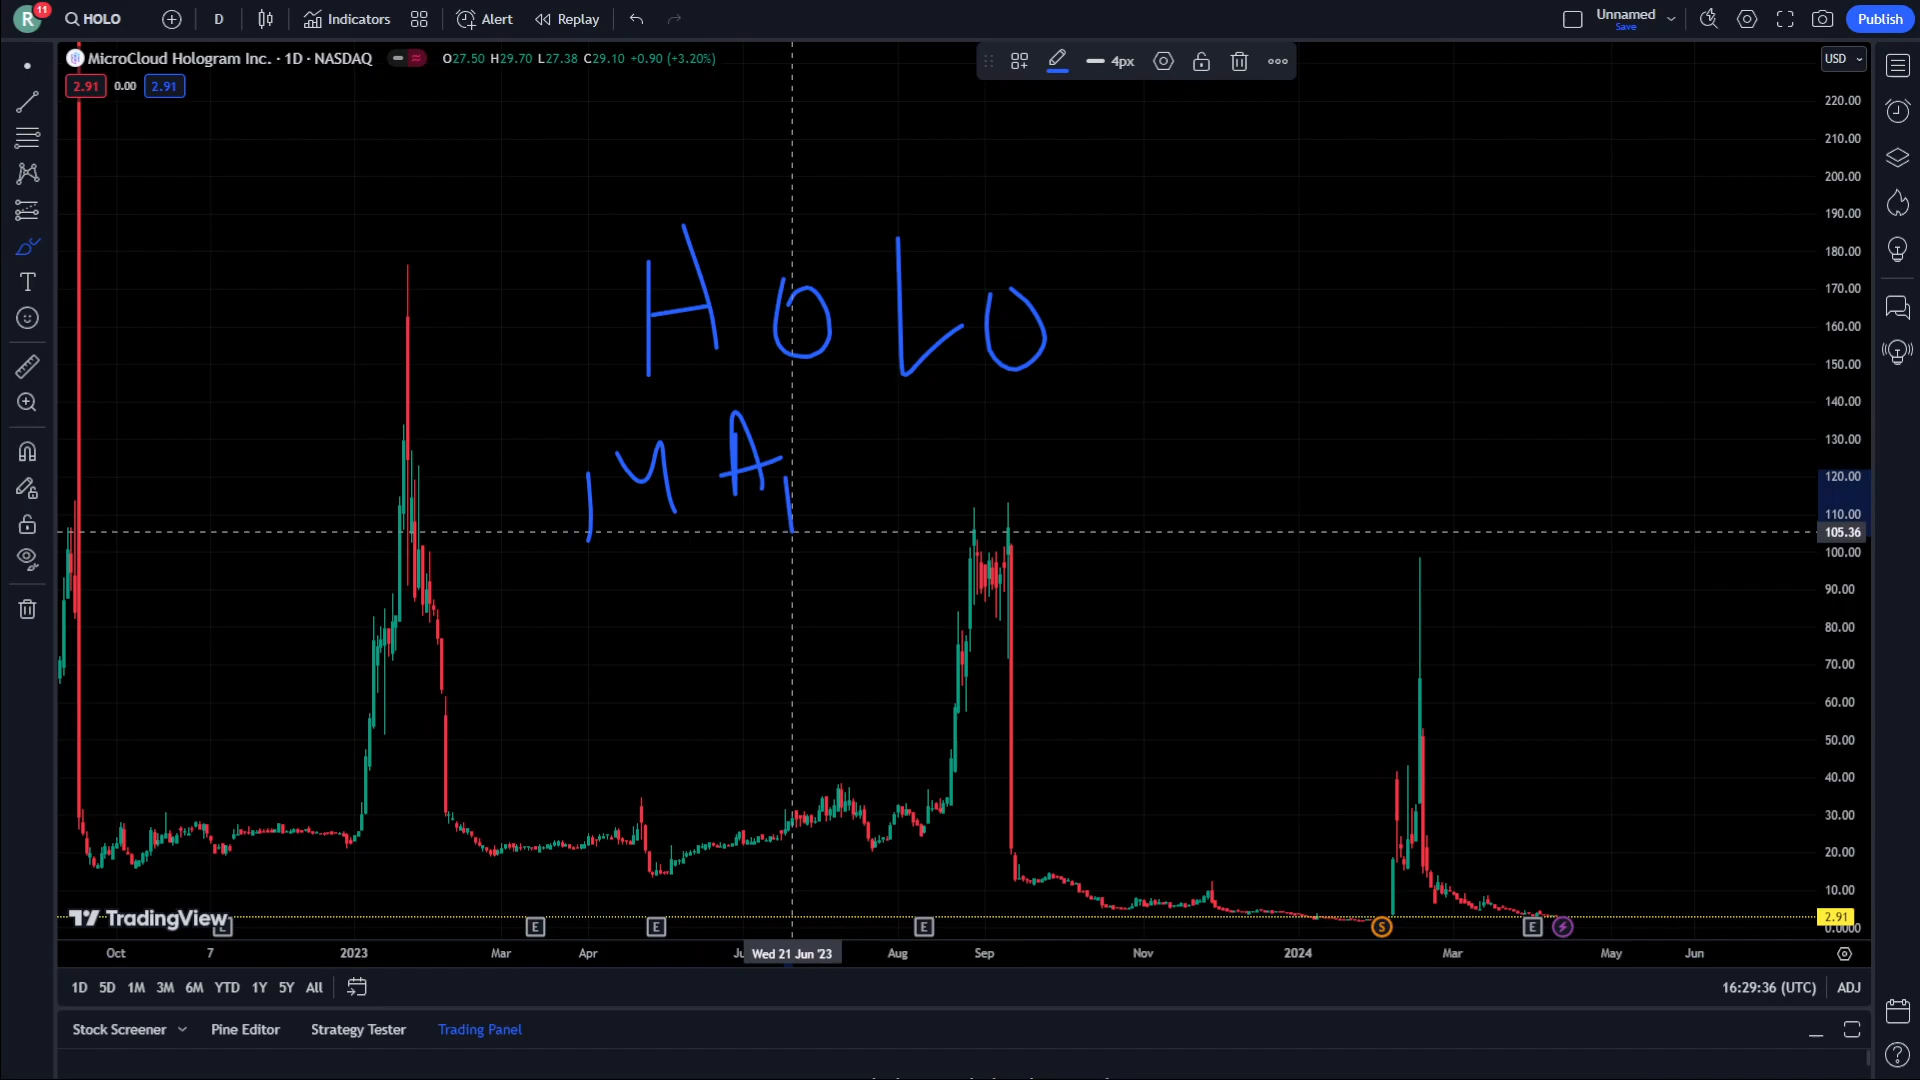 R 11 HOLO D Indicators Alert Replay Unnamed Save Publish
MicroCloud Hologram Inc. · 1D · NASDAQ O27.50 H29.70 L27.38 C29.10 +0.90 (+3.20%) 4px USD
2.91 0.00 2.91
220.00
210.00
200.00
190.00
180.00
170.00
160.00
150.00
140.00
130.00
120.00
110.00
105.36
100.00
90.00
80.00
70.00
60.00
50.00
40.00
30.00
20.00
10.00
2.91
0.0000
HOLO
TradingView
E E E E S E
Oct 7 2023 Mar Apr Wed 21 Jun '23 Aug Sep Nov 2024 Mar May Jun
1D 5D 1M 3M 6M YTD 1Y 5Y All 16:29:36 (UTC) ADJ
Stock Screener Pine Editor Strategy Tester Trading Panel